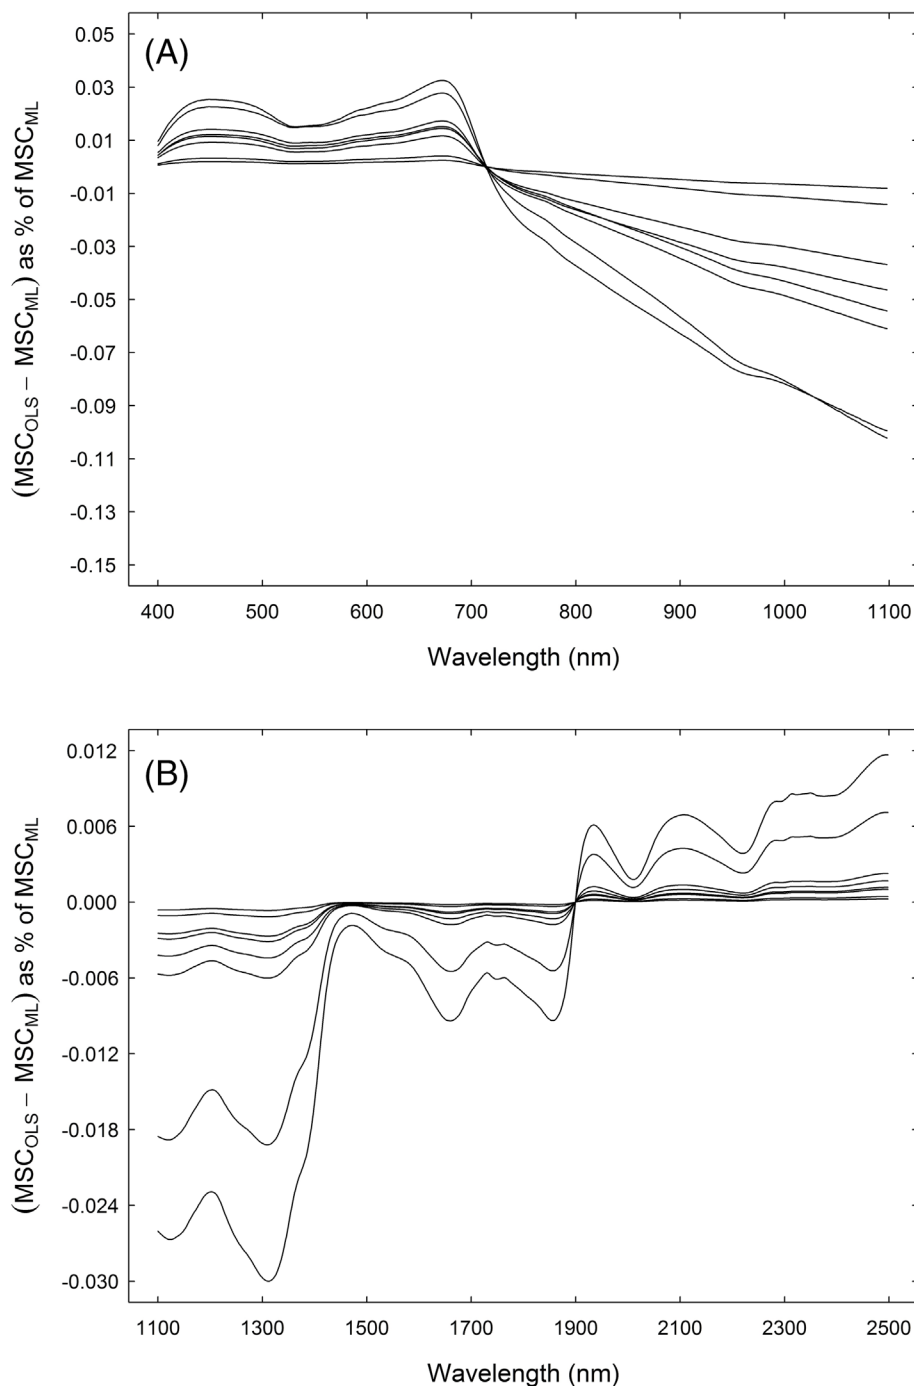 (A)
(MSC_OLS − MSC_ML) as % of MSC_ML
0.05
0.03
0.01
-0.01
-0.03
-0.05
-0.07
-0.09
-0.11
-0.13
-0.15
400 500 600 700 800 900 1000 1100
Wavelength (nm)
(B)
(MSC_OLS − MSC_ML) as % of MSC_ML
0.012
0.006
0.000
-0.006
-0.012
-0.018
-0.024
-0.030
1100 1300 1500 1700 1900 2100 2300 2500
Wavelength (nm)